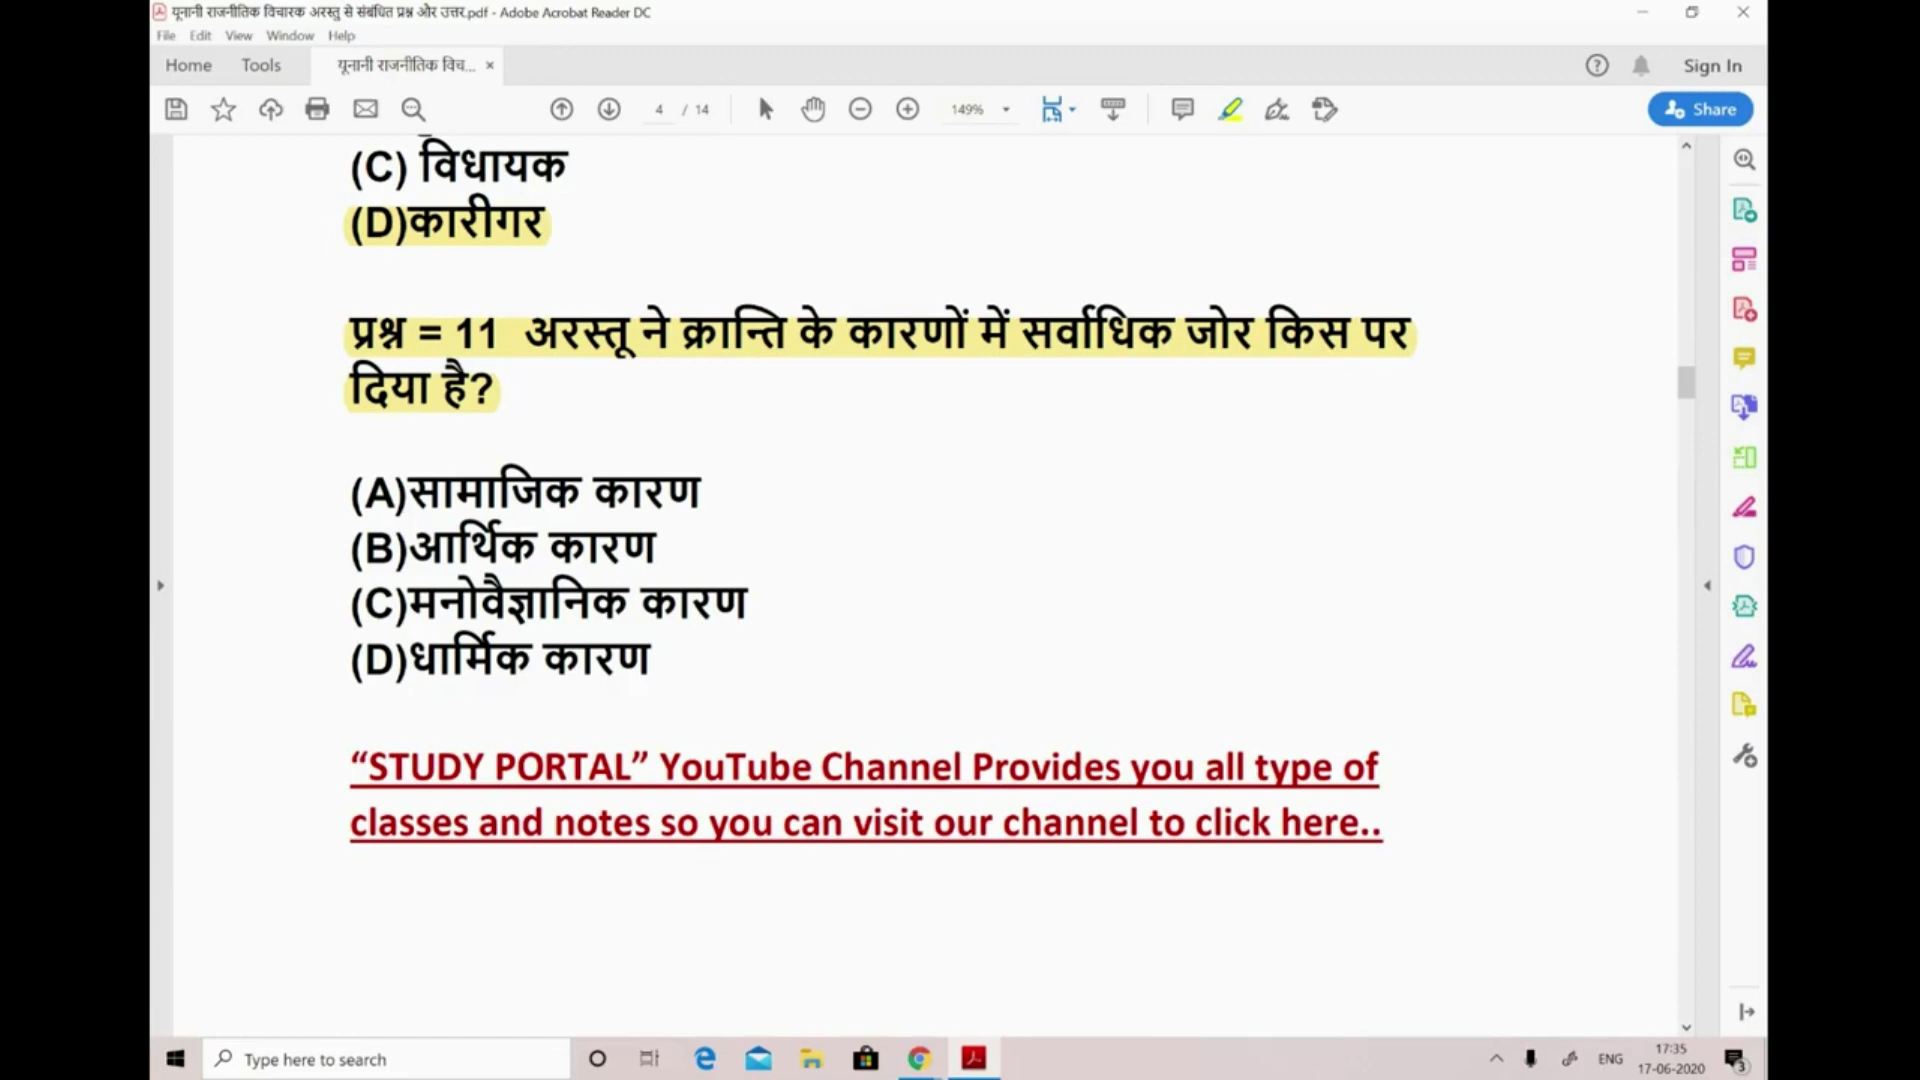 यूनानी राजनीतिक विचारक अरस्तु से संबंधित प्रश्न और उत्तर.pdf - Adobe Acrobat Reader DC
File Edit View Window Help
Home Tools यूनानी राजनीतिक विच... × Sign In
4 / 14 149% Share
(C) विधायक
(D)कारीगर
प्रश्न = 11 अरस्तू ने क्रान्ति के कारणों में सर्वाधिक जोर किस पर
दिया है?
(A)सामाजिक कारण
(B)आर्थिक कारण
(C)मनोवैज्ञानिक कारण
(D)धार्मिक कारण
“STUDY PORTAL” YouTube Channel Provides you all type of
classes and notes so you can visit our channel to click here..
Type here to search
ENG
17:35
17-06-2020
3